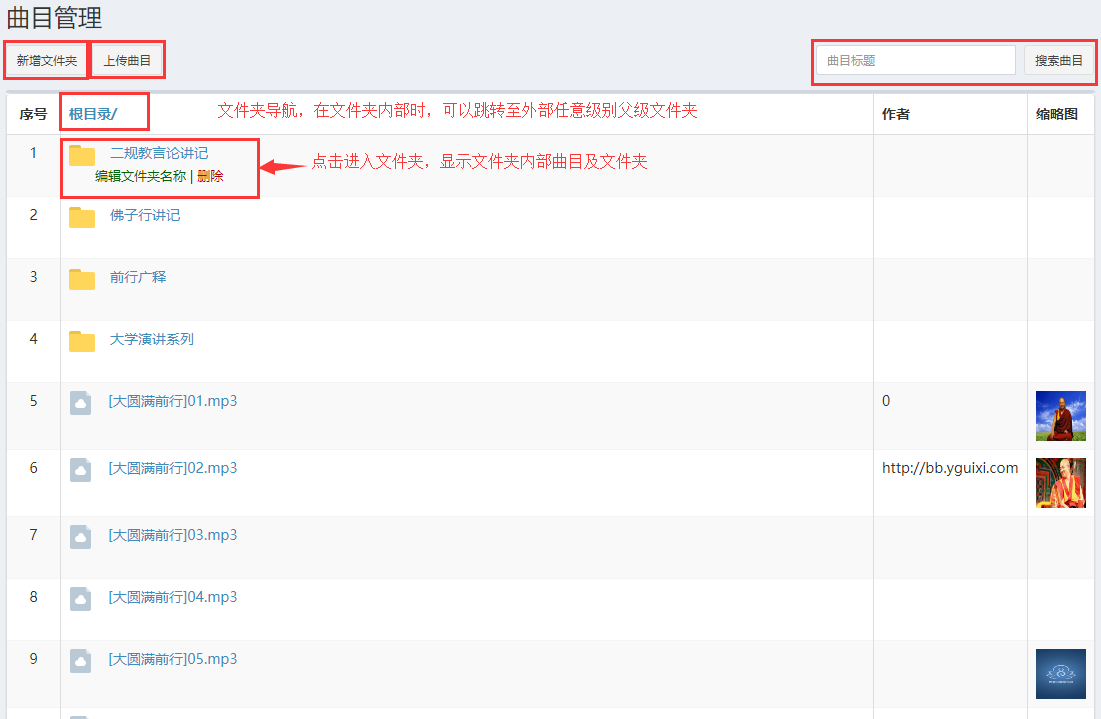 曲目管理
新增文件夹 上传曲目 曲目标题 搜索曲目
序号 根目录/ 文件夹导航，在文件夹内部时，可以跳转至外部任意级别父级文件夹 作者 缩略图
1 二规教言论讲记
点击进入文件夹，显示文件夹内部曲目及文件夹
编辑文件夹名称 | 删除
2 佛子行讲记
3 前行广释
4 大学演讲系列
5 [大圆满前行]01.mp3 0
6 [大圆满前行]02.mp3 http://bb.yguixi.com
7 [大圆满前行]03.mp3
8 [大圆满前行]04.mp3
9 [大圆满前行]05.mp3